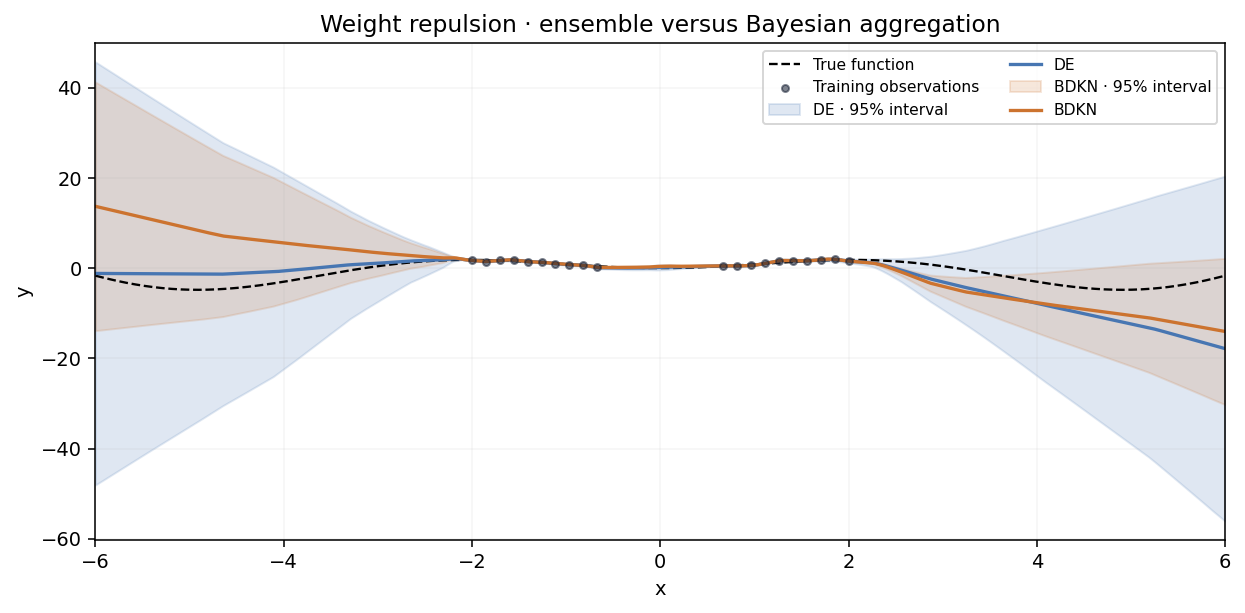 Weight repulsion · ensemble versus Bayesian aggregation
True function
Training observations
DE · 95% interval
DE
BDKN · 95% interval
BDKN
y
40
20
0
−20
−40
−60
−6
−4
−2
0
2
4
6
x